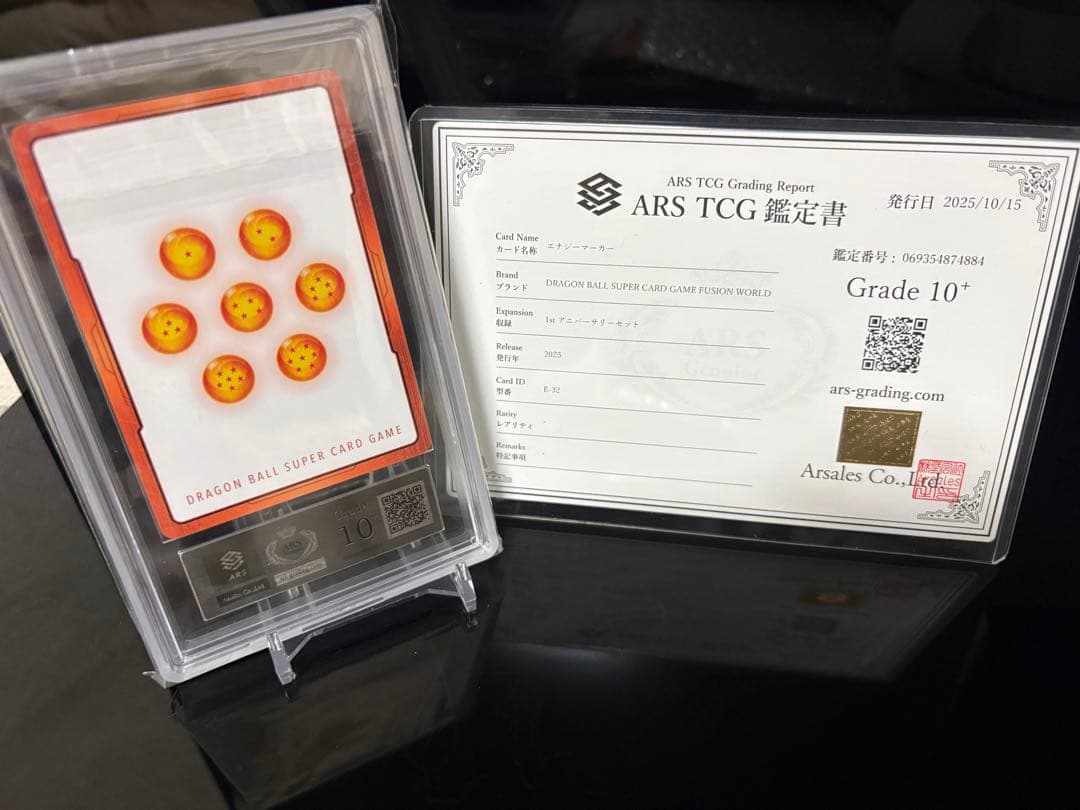 DRAGON BALL SUPER CARD GAME
ARS
ARS
Grade
10+
ARS TCG Grading Report
ARS TCG 鑑定書
発行日 2025/10/15
Card Name
カード名称 エナジーマーカー
鑑定番号 : 069354874884
Brand
ブランド DRAGON BALL SUPER CARD GAME FUSION WORLD
Grade 10+
Expansion
収録 1st アニバーサリーセット
Release
発行年 2025
Card ID
型番 E-32
ars-grading.com
Rarity
レアリティ
Remarks
特記事項
Arsales Co.,Ltd.